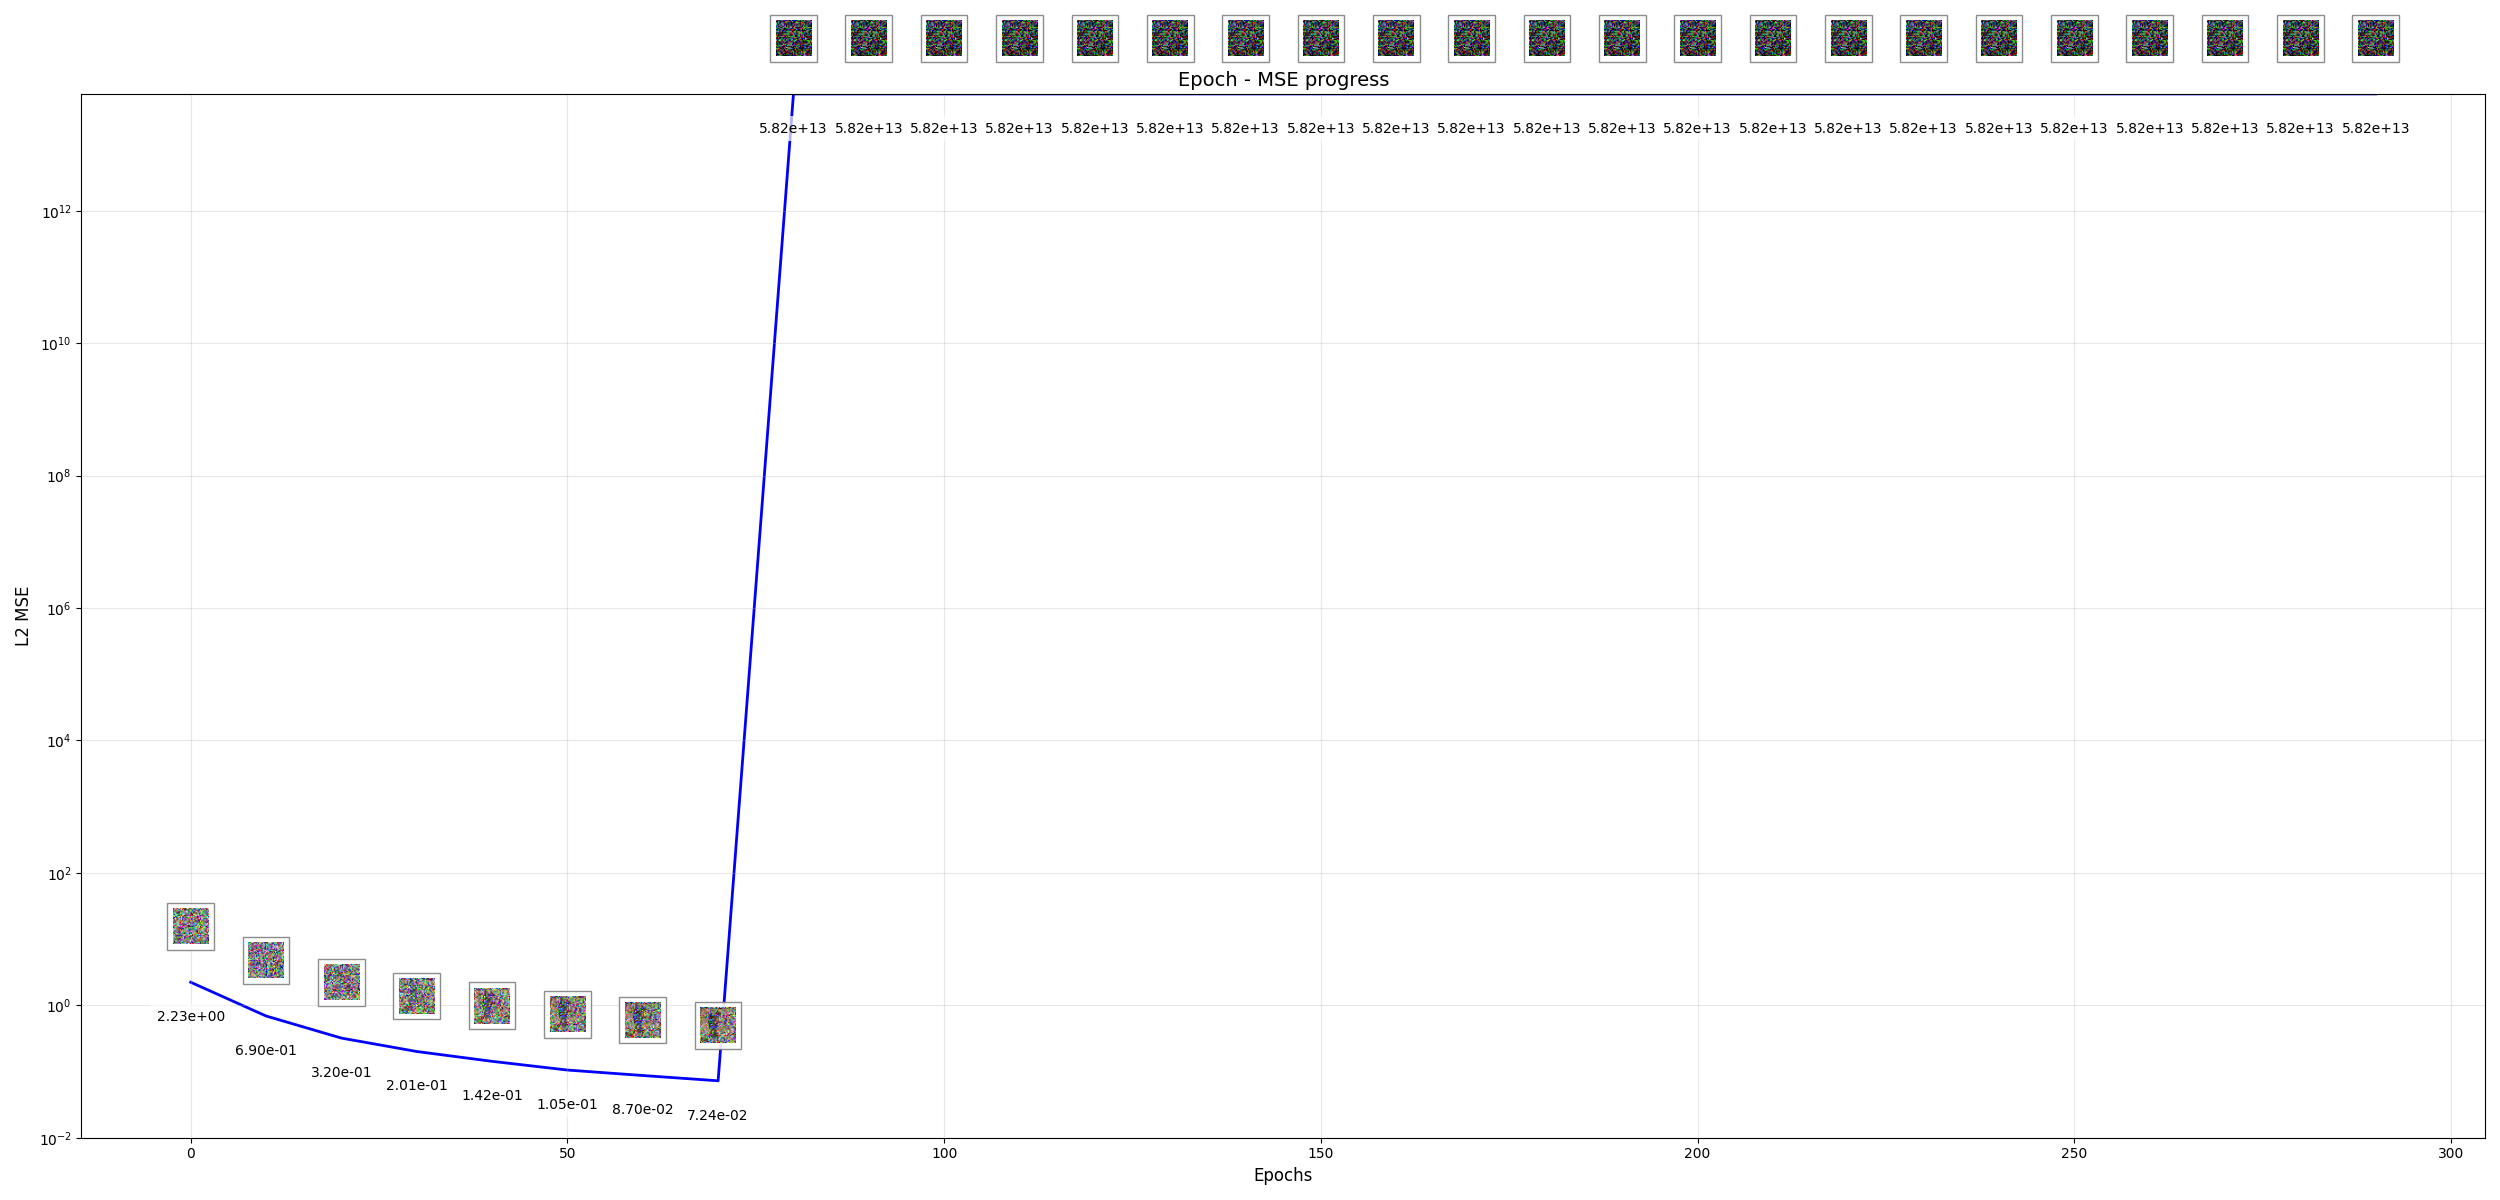 Epoch - MSE progress
5.82e+13 5.82e+13 5.82e+13 5.82e+13 5.82e+13 5.82e+13 5.82e+13 5.82e+13 5.82e+13 5.82e+13 5.82e+13 5.82e+13 5.82e+13 5.82e+13 5.82e+13 5.82e+13 5.82e+13 5.82e+13 5.82e+13 5.82e+13 5.82e+13 5.82e+13
10¹²
10¹⁰
10⁸
10⁶
10⁴
10²
10⁰
10⁻²
L2 MSE
2.23e+00
6.90e-01
3.20e-01
2.01e-01
1.42e-01
1.05e-01
8.70e-02
7.24e-02
0 50 100 150 200 250 300
Epochs